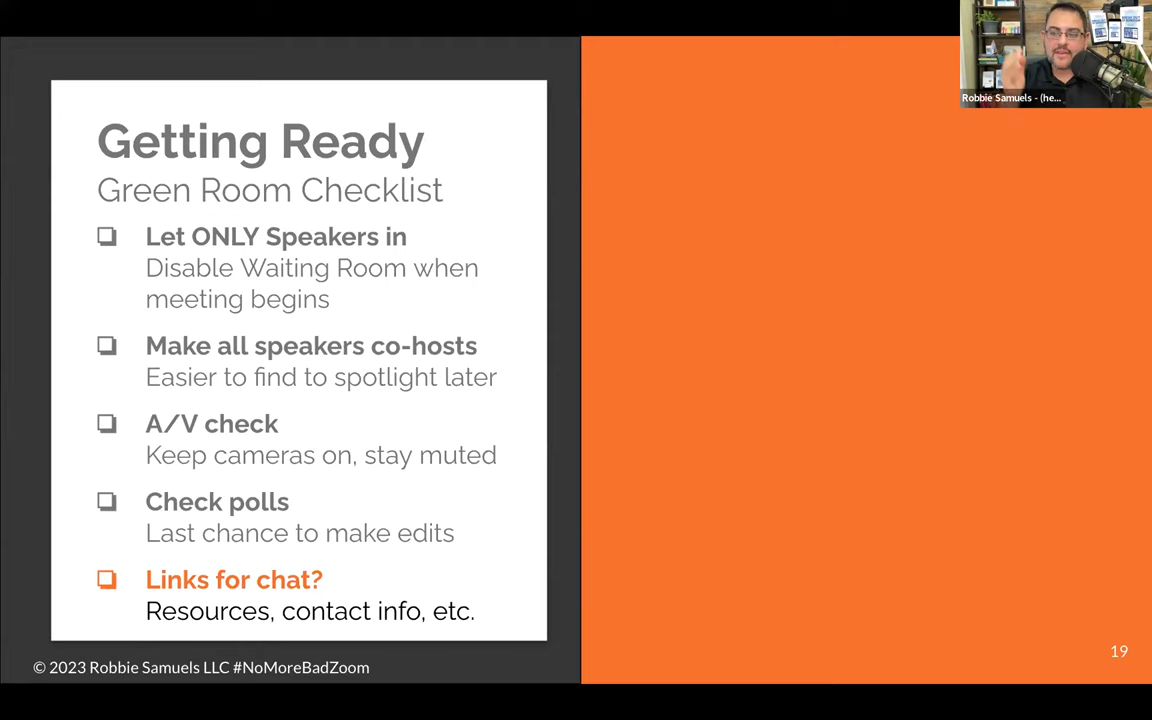 Getting Ready
Green Room Checklist
Let ONLY Speakers in
Disable Waiting Room when
meeting begins
Make all speakers co-hosts
Easier to find to spotlight later
A/V check
Keep cameras on, stay muted
Check polls
Last chance to make edits
Links for chat?
Resources, contact info, etc.
© 2023 Robbie Samuels LLC #NoMoreBadZoom
19
Robbie Samuels - (he...